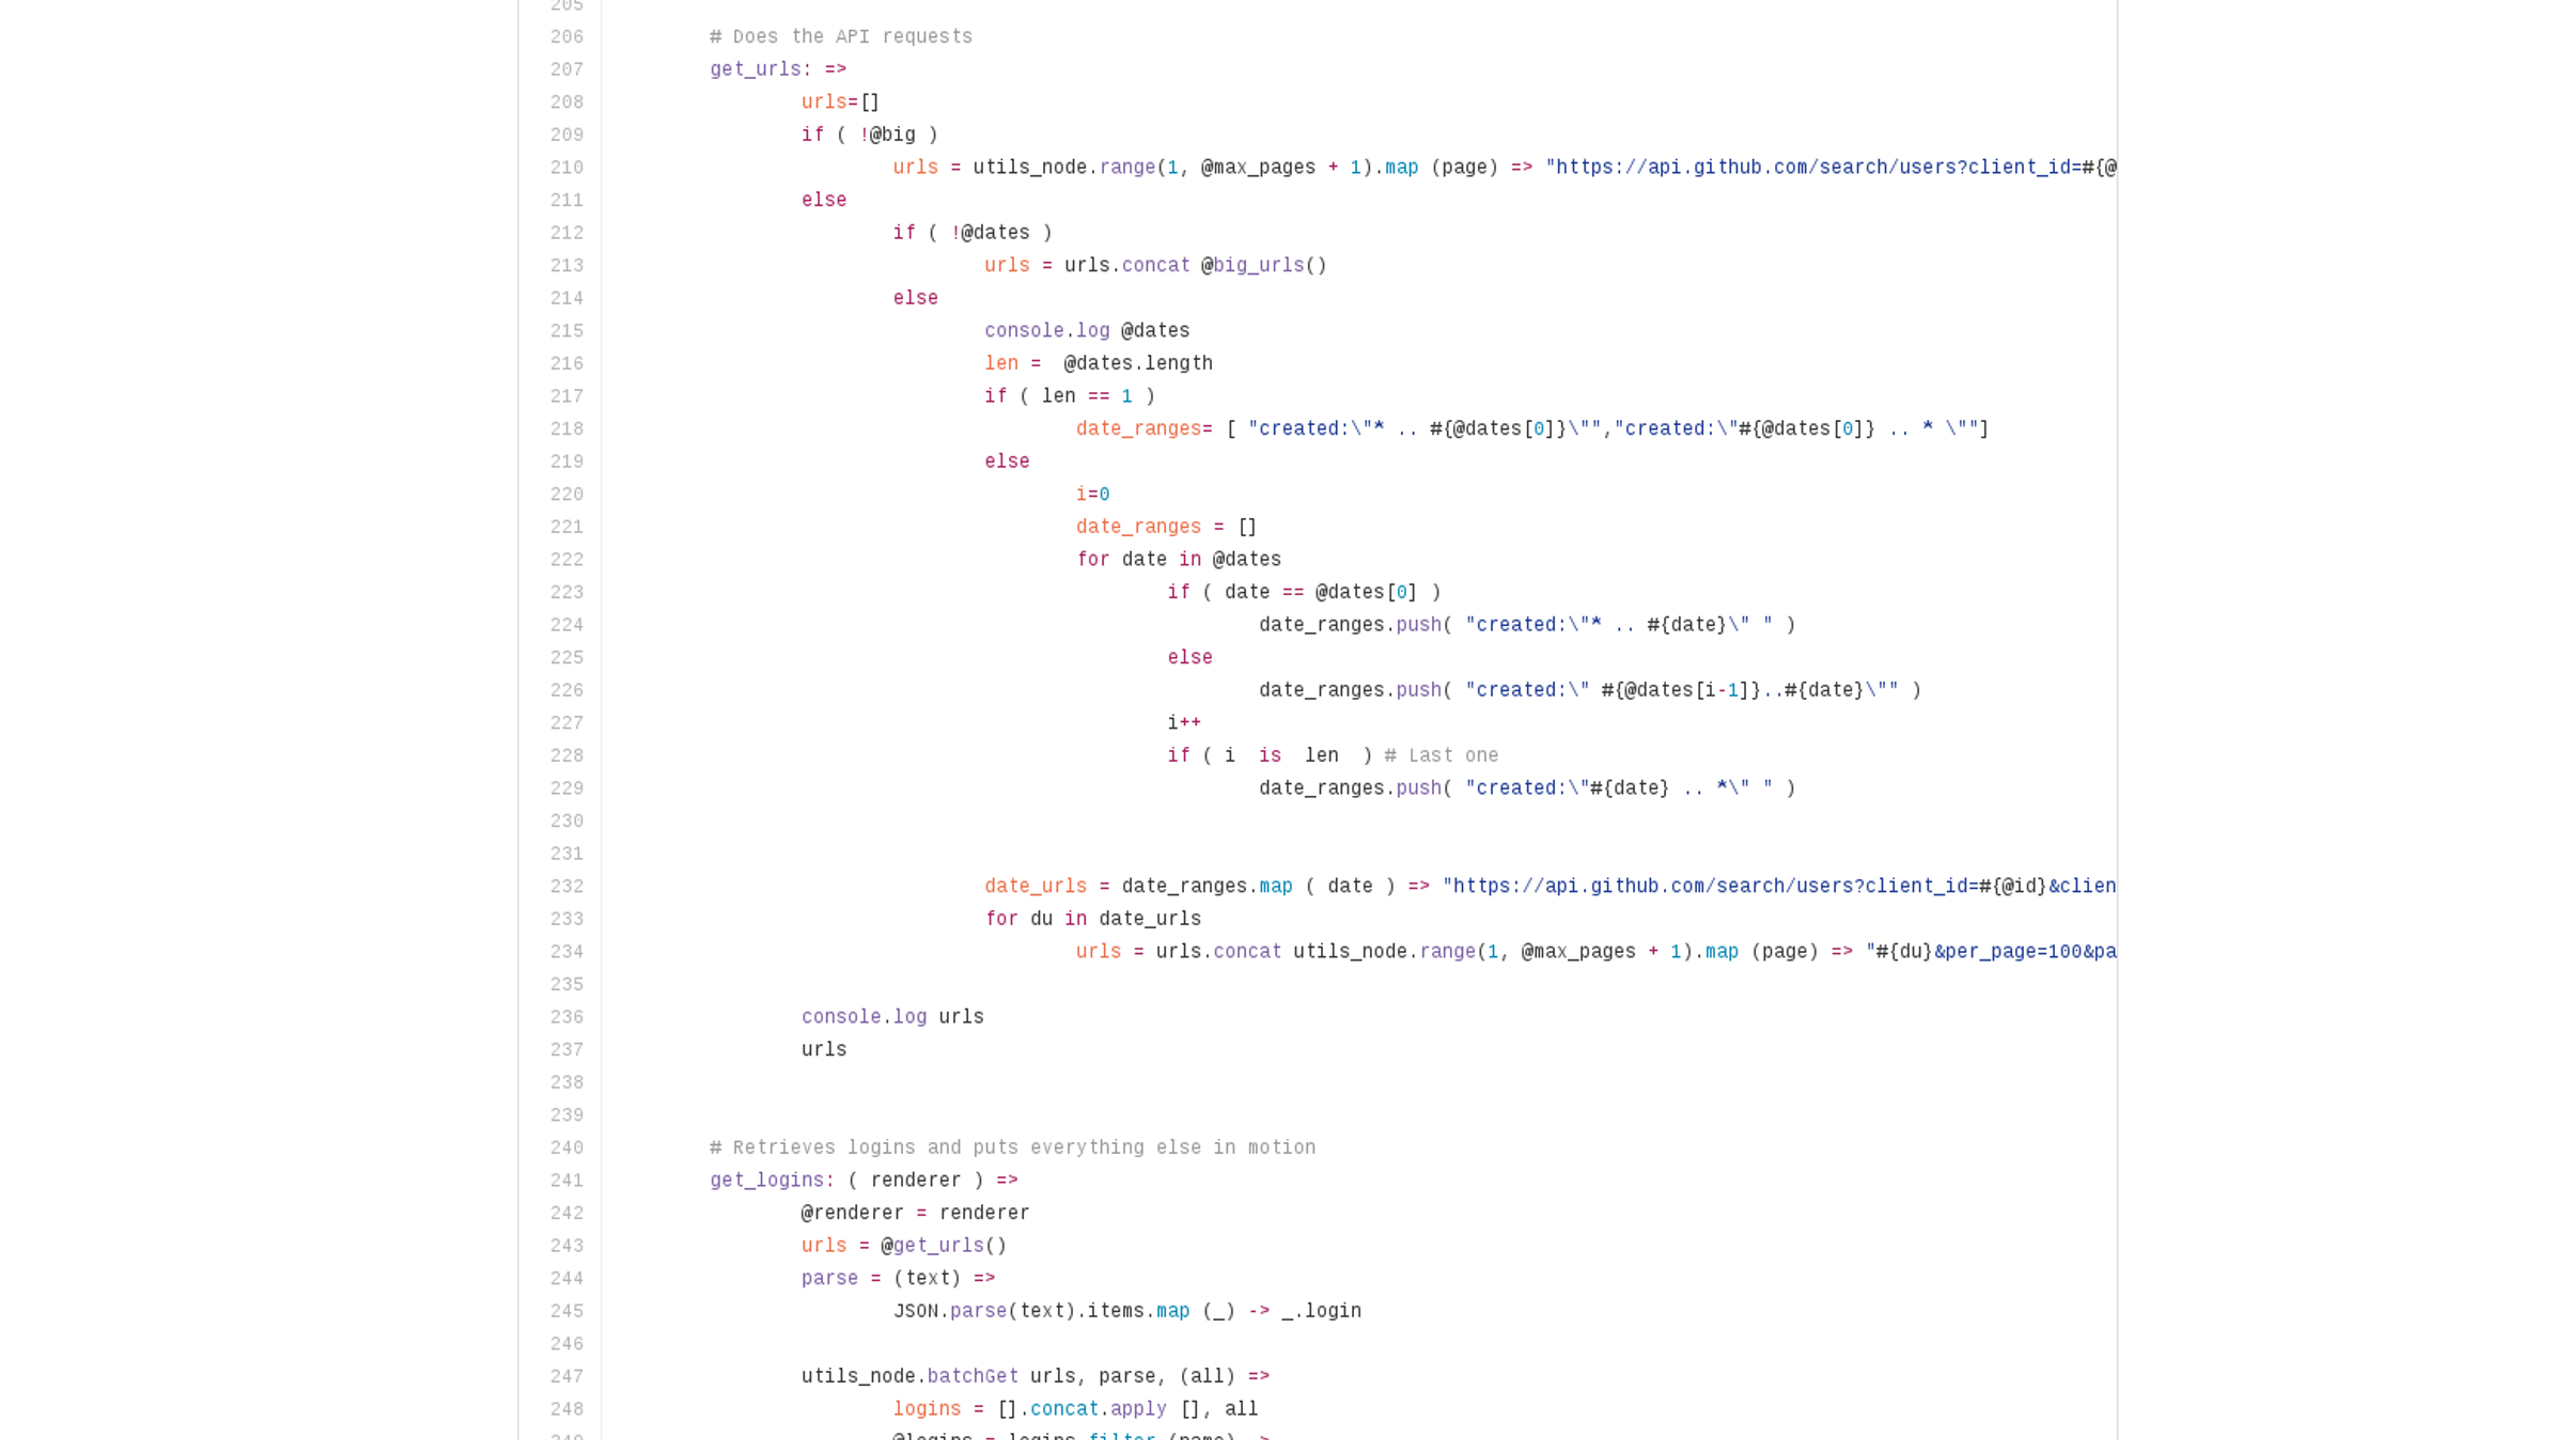 205
206 # Does the API requests
207 get_urls: =>
208 urls=[]
209 if ( !@big )
210 urls = utils_node.range(1, @max_pages + 1).map (page) => "https://api.github.com/search/users?client_id=#{@
211 else
212 if ( !@dates )
213 urls = urls.concat @big_urls()
214 else
215 console.log @dates
216 len =  @dates.length
217 if ( len == 1 )
218 date_ranges= [ "created:\"* .. #{@dates[0]}\"","created:\"#{@dates[0]} .. * \""]
219 else
220 i=0
221 date_ranges = []
222 for date in @dates
223 if ( date == @dates[0] )
224 date_ranges.push( "created:\"* .. #{date}\" " )
225 else
226 date_ranges.push( "created:\" #{@dates[i-1]}..#{date}\"" )
227 i++
228 if ( i  is  len  ) # Last one
229 date_ranges.push( "created:\"#{date} .. *\" " )
230
231
232 date_urls = date_ranges.map ( date ) => "https://api.github.com/search/users?client_id=#{@id}&clien
233 for du in date_urls
234 urls = urls.concat utils_node.range(1, @max_pages + 1).map (page) => "#{du}&per_page=100&pa
235
236 console.log urls
237 urls
238
239
240 # Retrieves logins and puts everything else in motion
241 get_logins: ( renderer ) =>
242 @renderer = renderer
243 urls = @get_urls()
244 parse = (text) =>
245 JSON.parse(text).items.map (_) -> _.login
246
247 utils_node.batchGet urls, parse, (all) =>
248 logins = [].concat.apply [], all